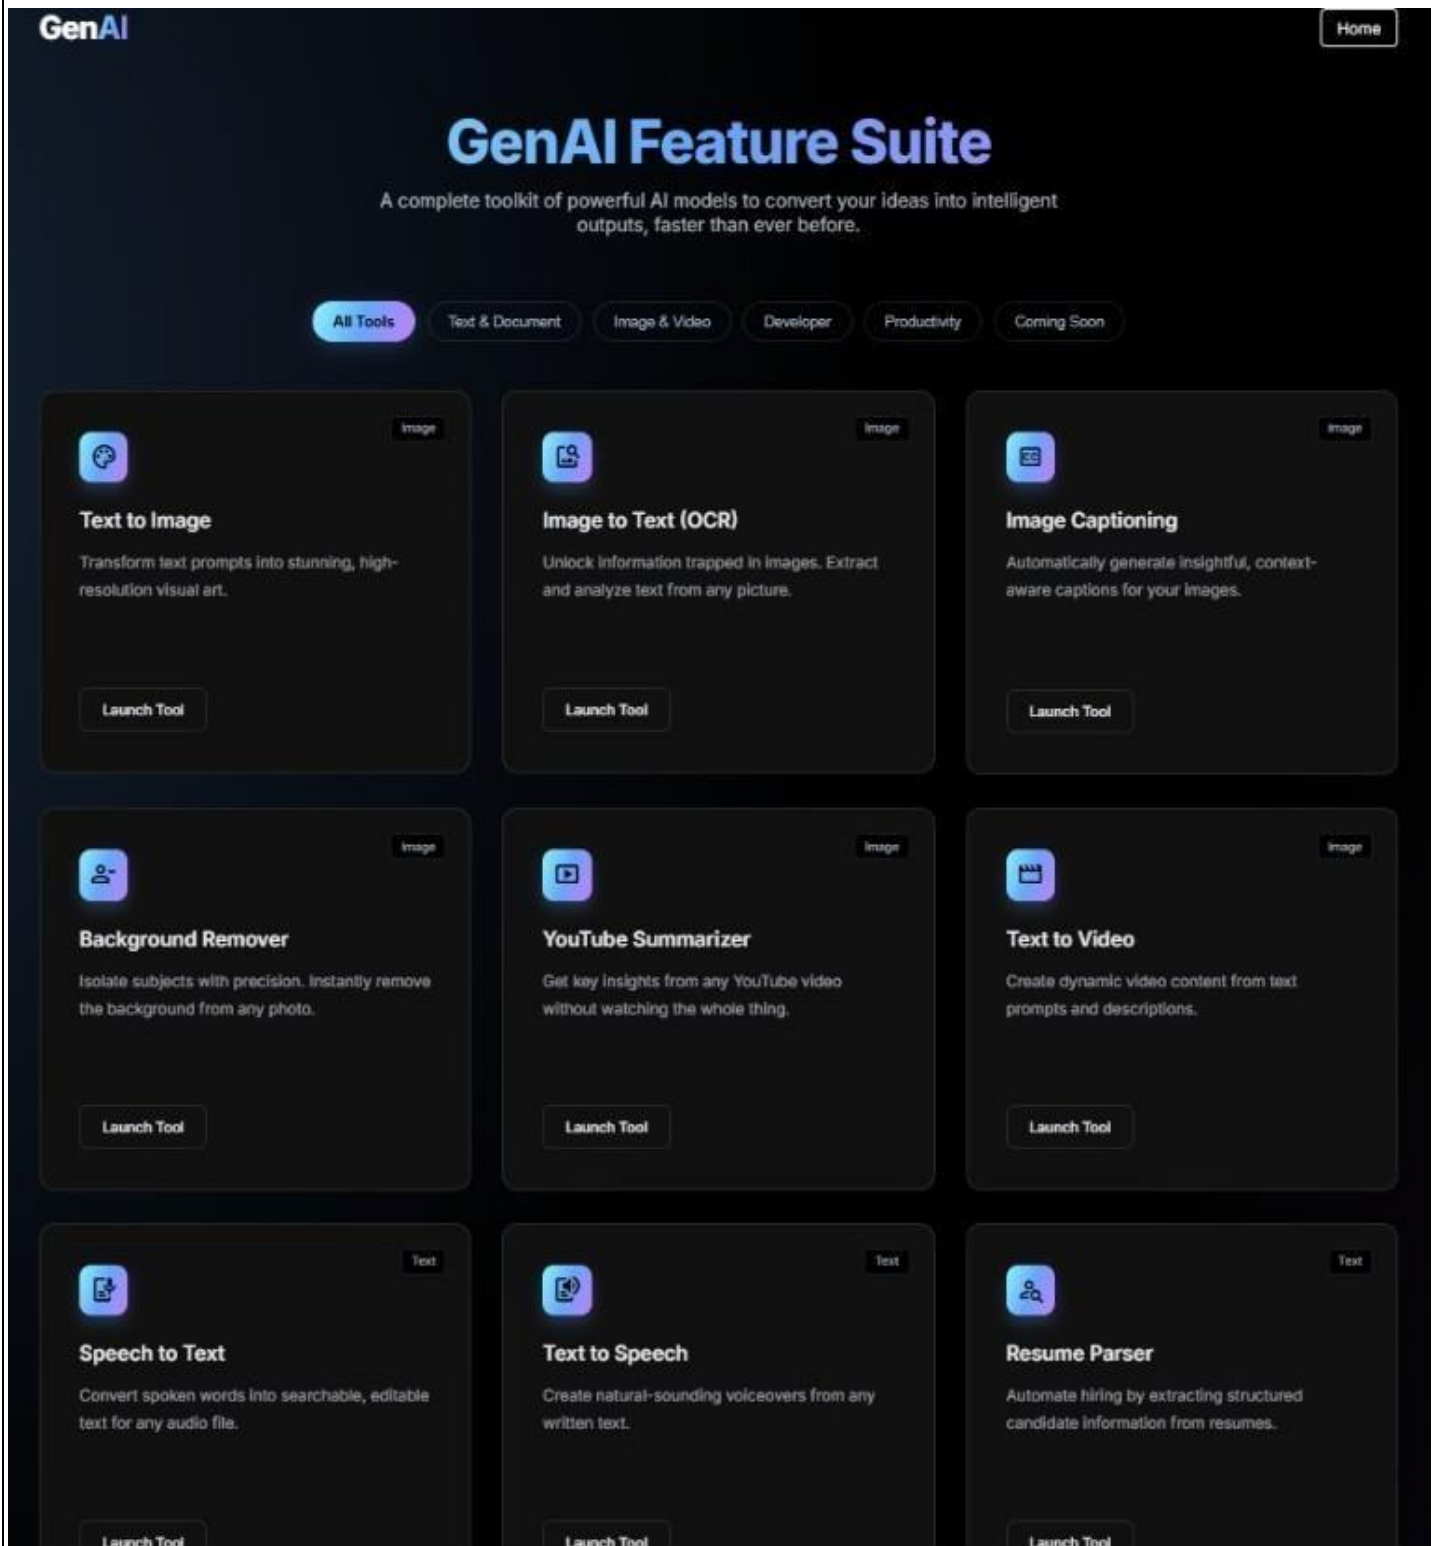 GenAI
Home
GenAI Feature Suite
A complete toolkit of powerful AI models to convert your ideas into intelligent
outputs, faster than ever before.
All Tools
Text & Document
Image & Video
Developer
Productivity
Coming Soon
Image
Text to Image
Transform text prompts into stunning, high-
resolution visual art.
Launch Tool
Image
Image to Text (OCR)
Unlock information trapped in images. Extract
and analyze text from any picture.
Launch Tool
Image
CC
Image Captioning
Automatically generate insightful, context-
aware captions for your images.
Launch Tool
Image
Background Remover
Isolate subjects with precision. Instantly remove
the background from any photo.
Launch Tool
Image
YouTube Summarizer
Get key insights from any YouTube video
without watching the whole thing.
Launch Tool
Image
Text to Video
Create dynamic video content from text
prompts and descriptions.
Launch Tool
Text
Speech to Text
Convert spoken words into searchable, editable
text for any audio file.
Launch Tool
Text
Text to Speech
Create natural-sounding voiceovers from any
written text.
Launch Tool
Text
Resume Parser
Automate hiring by extracting structured
candidate information from resumes.
Launch Tool